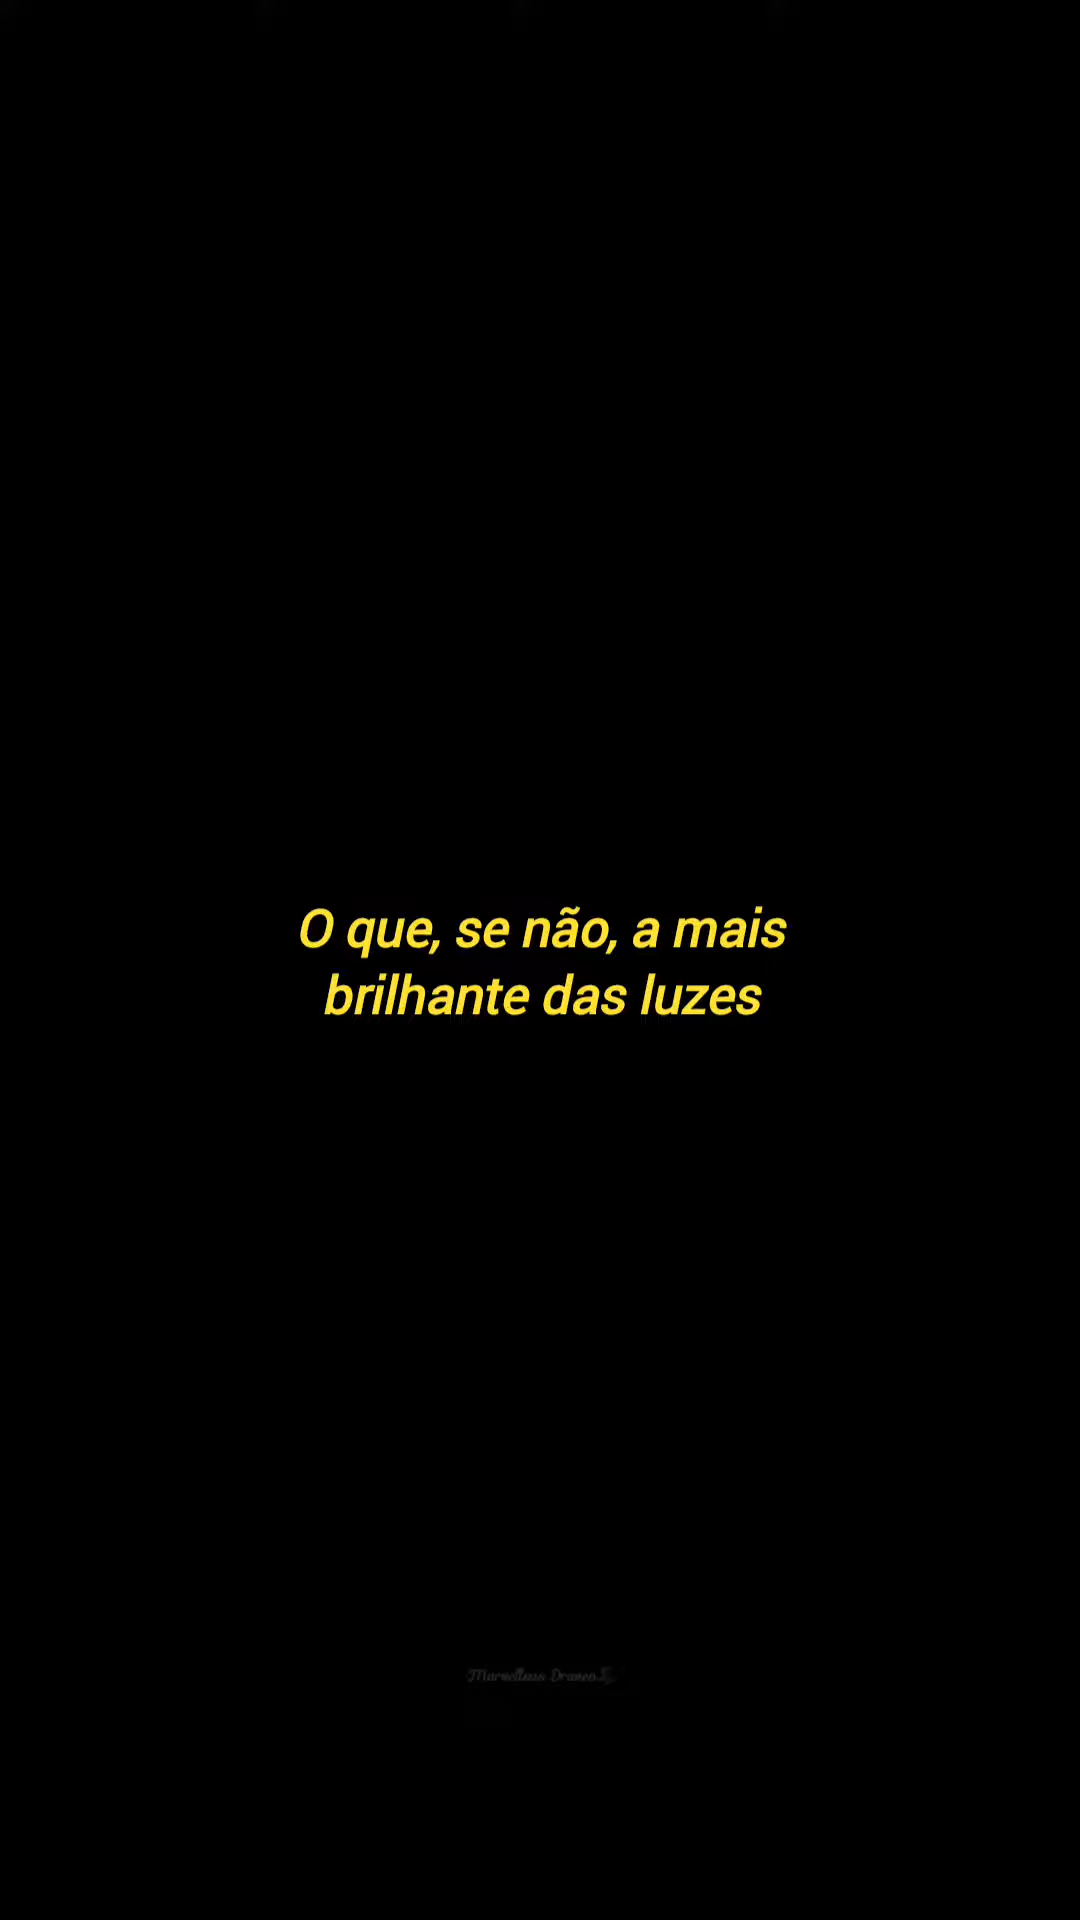 O que, se não, a mais
brilhante das luzes